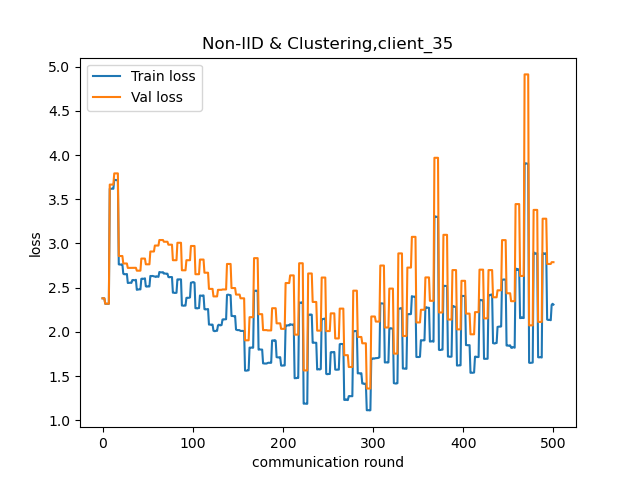 Non-IID & Clustering,client_35
Train loss
Val loss
5.0
4.5
4.0
3.5
3.0
2.5
2.0
1.5
1.0
loss
0 100 200 300 400 500
communication round